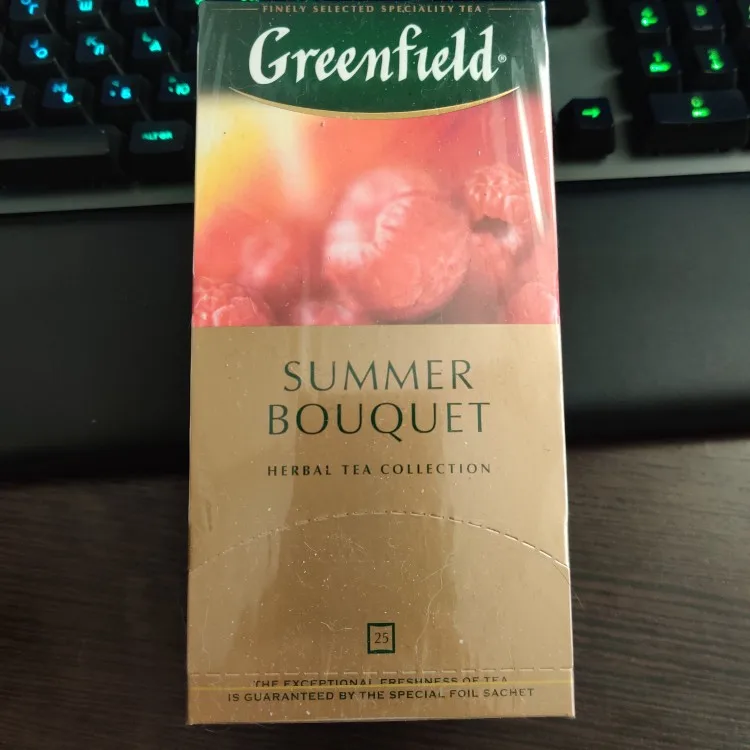 FINELY SELECTED SPECIALITY TEA
Greenfield®
SUMMER
BOUQUET
HERBAL TEA COLLECTION
25
THE EXCEPTIONAL FRESHNESS OF TEA
IS GUARANTEED BY THE SPECIAL FOIL SACHET